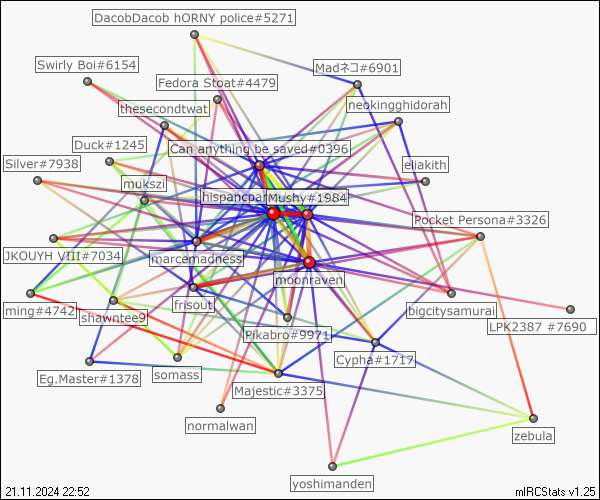 DacobDacob hORNY police#5271
Swirly Boi#6154
Madネコ#6901
Fedora Stoat#4479
neokingghidorah
thesecondtwat
Duck#1245
Can anything be saved#0396
Silver#7938
eliakith
mukszi
hispancpar
Mushy#1984
Pocket Persona#3326
JKOUYH VIII#7034
marcemadness
moonraven
ming#4742
frisout
bigcitysamurai
shawntee9
LPK2387 #7690
Pikabro#9971
Cypha#1717
Eg.Master#1378
somass
Majestic#3375
normalwan
zebula
yoshimanden
21.11.2024 22:52
mIRCStats v1.25